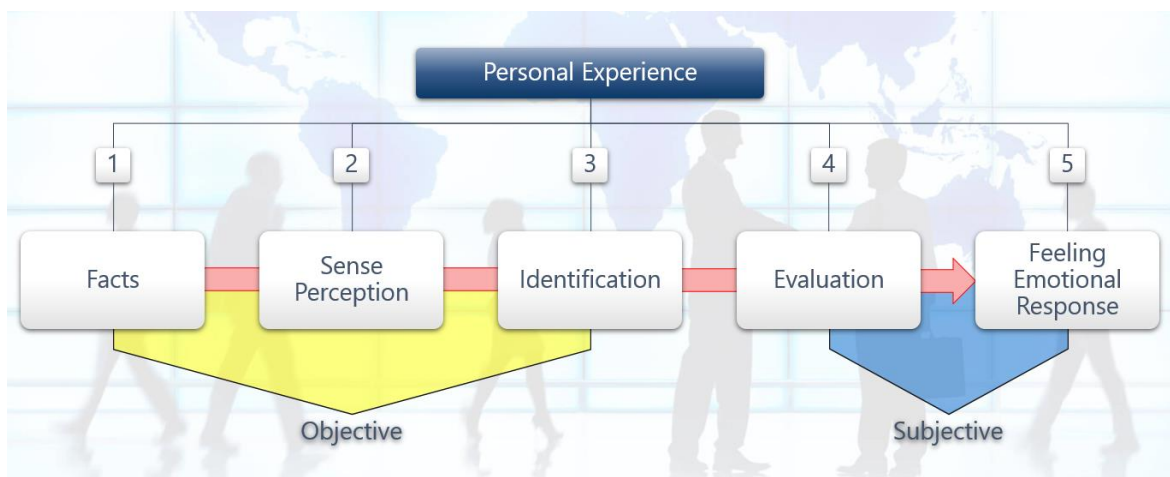 Personal Experience
1
2
3
4
5
Facts
Sense
Perception
Identification
Evaluation
Feeling
Emotional
Response
Objective
Subjective